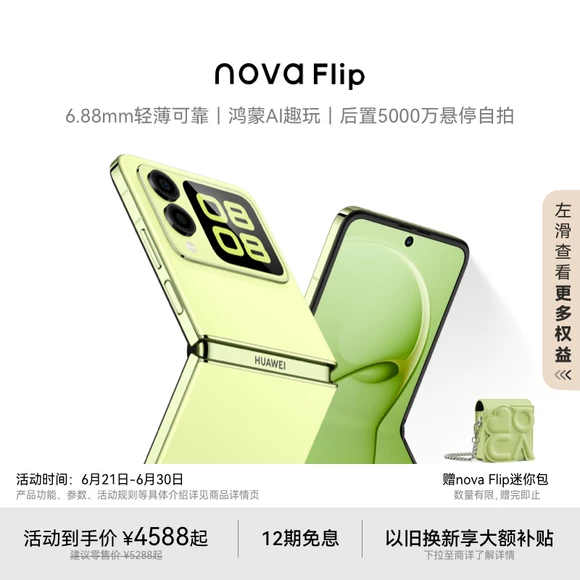 nova Flip
6.88mm轻薄可靠 | 鸿蒙AI趣玩 | 后置5000万悬停自拍
HUAWEI
左滑查看更多权益
活动时间：6月21日-6月30日
产品功能、参数、活动规则等具体介绍详见商品详情页
赠nova Flip迷你包
数量有限，赠完即止
活动到手价 ¥4588起
建议零售价 ¥5288起
12期免息
以旧换新享大额补贴
下拉至商详了解详情